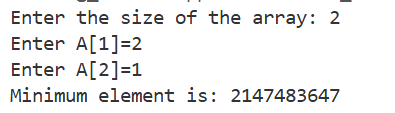 Enter the size of the array: 2
Enter A[1]=2
Enter A[2]=1
Minimum element is: 2147483647